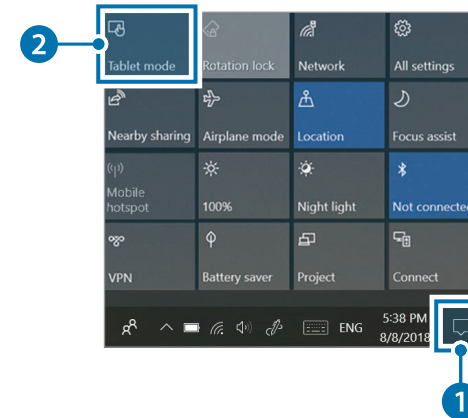 2
Tablet mode
Rotation lock
Network
All settings
Nearby sharing
Airplane mode
Location
Focus assist
Mobile
hotspot
100%
Night light
Not connected
VPN
Battery saver
Project
Connect
ENG
5:38 PM
8/8/2018
1